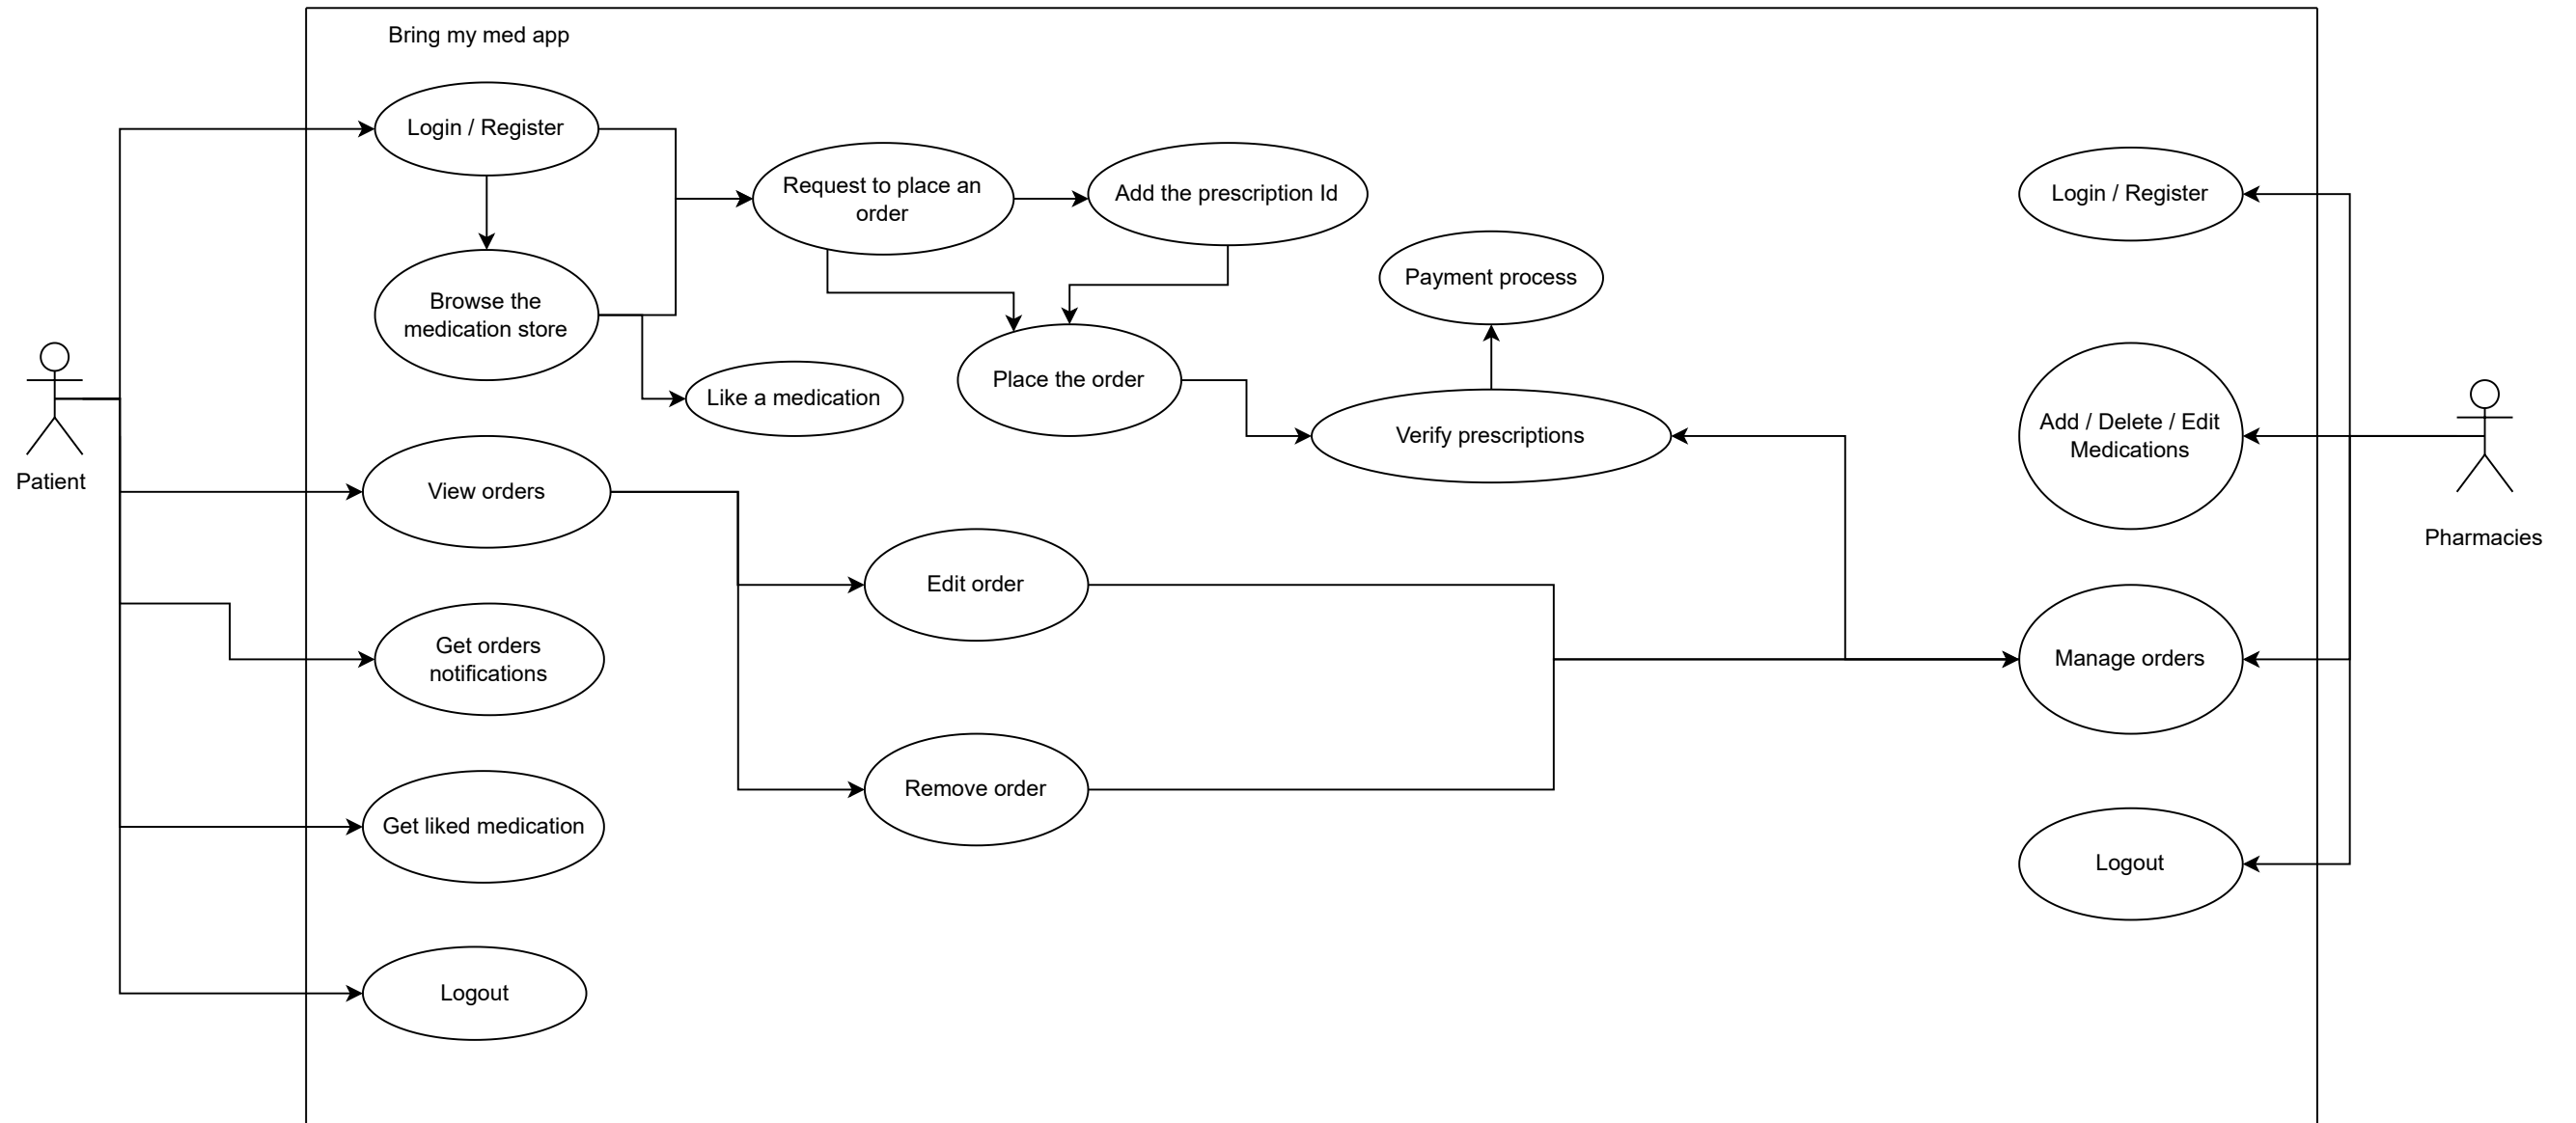 Bring my med app
Login / Register
Request to place an
order
Add the prescription Id
Login / Register
Payment process
Browse the
medication store
Like a medication
Place the order
Verify prescriptions
Add / Delete / Edit
Medications
Patient
View orders
Pharmacies
Edit order
Get orders
notifications
Manage orders
Remove order
Get liked medication
Logout
Logout